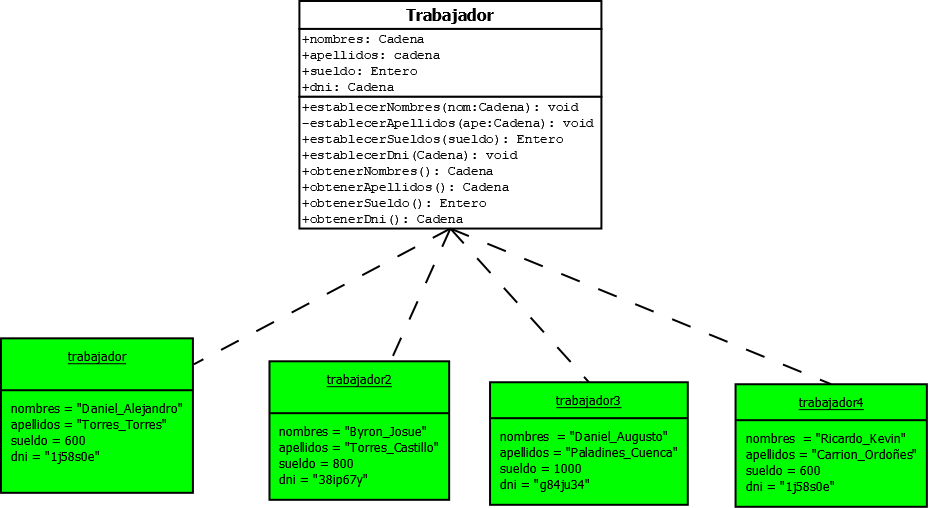 Trabajador
+nombres: Cadena
+apellidos: cadena
+sueldo: Entero
+dni: Cadena
+establecerNombres(nom:Cadena): void
-establecerApellidos(ape:Cadena): void
+establecerSueldos(sueldo): Entero
+establecerDni(Cadena): void
+obtenerNombres(): Cadena
+obtenerApellidos(): Cadena
+obtenerSueldo(): Entero
+obtenerDni(): Cadena
trabajador
nombres = "Daniel_Alejandro"
apellidos = "Torres_Torres"
sueldo = 600
dni = "1j58s0e"
trabajador2
nombres = "Byron_Josue"
apellidos = "Torres_Castillo"
sueldo = 800
dni = "38ip67y"
trabajador3
nombres  = "Daniel_Augusto"
apellidos = "Paladines_Cuenca"
sueldo = 1000
dni = "g84ju34"
trabajador4
nombres  = "Ricardo_Kevin"
apellidos = "Carrion_Ordoñes"
sueldo = 600
dni = "1j58s0e"